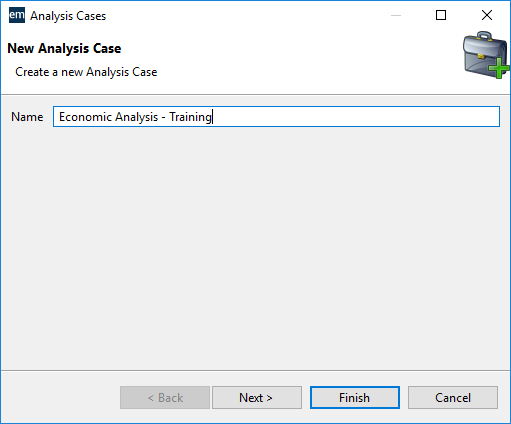 em Analysis Cases
New Analysis Case
Create a new Analysis Case
Name Economic Analysis - Training
< Back Next > Finish Cancel